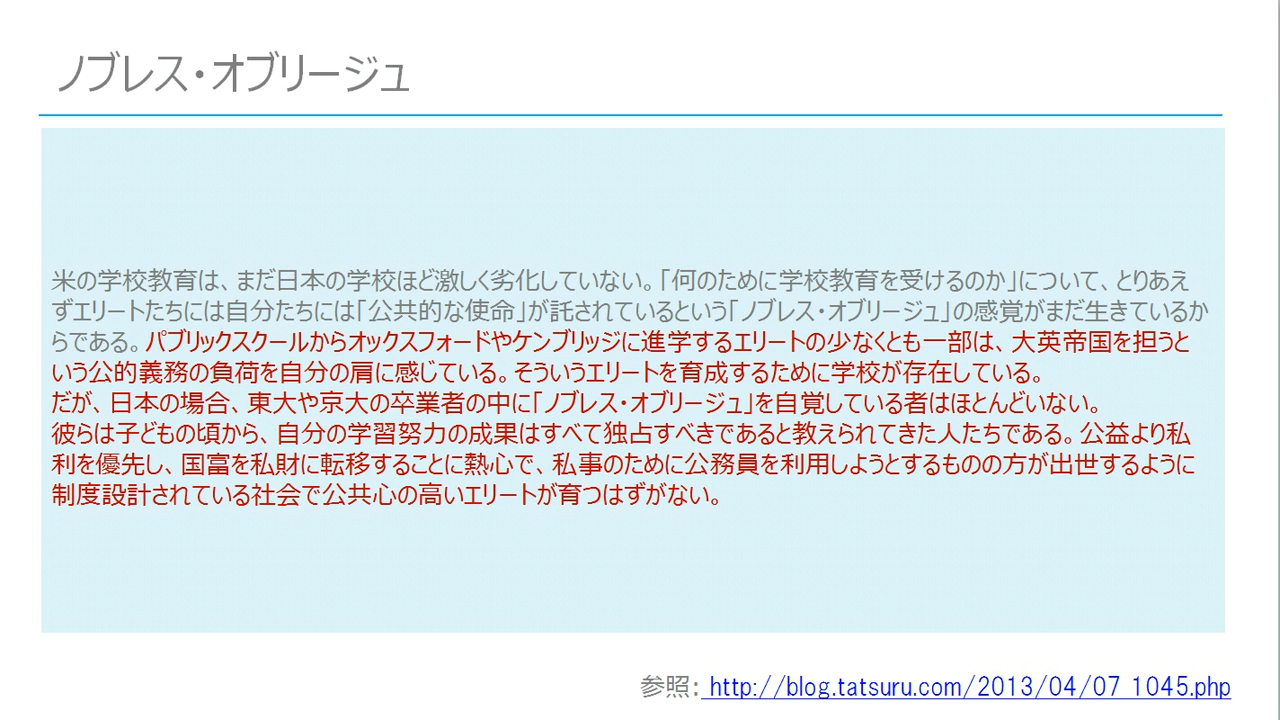 ノブレス・オブリージュ
米の学校教育は、まだ日本の学校ほど激しく劣化していない。「何のために学校教育を受けるのか」について、とりあえ
ずエリートたちには自分たちには「公共的な使命」が託されているという「ノブレス・オブリージュ」の感覚がまだ生きているか
らである。パブリックスクールからオックスフォードやケンブリッジに進学するエリートの少なくとも一部は、大英帝国を担うと
いう公的義務の負荷を自分の肩に感じている。そういうエリートを育成するために学校が存在している。
だが、日本の場合、東大や京大の卒業者の中に「ノブレス・オブリージュ」を自覚している者はほとんどいない。
彼らは子どもの頃から、自分の学習努力の成果はすべて独占すべきであると教えられてきた人たちである。公益より私
利を優先し、国富を私財に転移することに熱心で、私事のために公務員を利用しようとするものの方が出世するように
制度設計されている社会で公共心の高いエリートが育つはずがない。
参照: http://blog.tatsuru.com/2013/04/07_1045.php